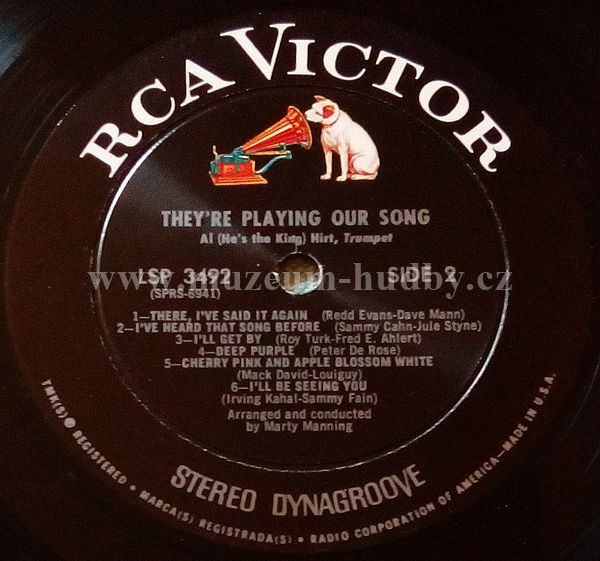 RCA VICTOR
THEY'RE PLAYING OUR SONG
Al (He's the King) Hirt, Trumpet
LSP 3492
SIDE 2
(SPRS-6941)
www.muzeum-hudby.cz
1—THERE, I'VE SAID IT AGAIN (Redd Evans-Dave Mann)
2—I'VE HEARD THAT SONG BEFORE (Sammy Cahn-Jule Styne)
3—I'LL GET BY (Roy Turk-Fred E. Ahlert)
4—DEEP PURPLE (Peter De Rose)
5—CHERRY PINK AND APPLE BLOSSOM WHITE
(Mack David-Louiguy)
6—I'LL BE SEEING YOU
(Irving Kahal-Sammy Fain)
Arranged and conducted
by Marty Manning
STEREO DYNAGROOVE
TMK(S) ® REGISTERED • MARCA(S) REGISTRADA(S) • RADIO CORPORATION OF AMERICA—MADE IN U.S.A.